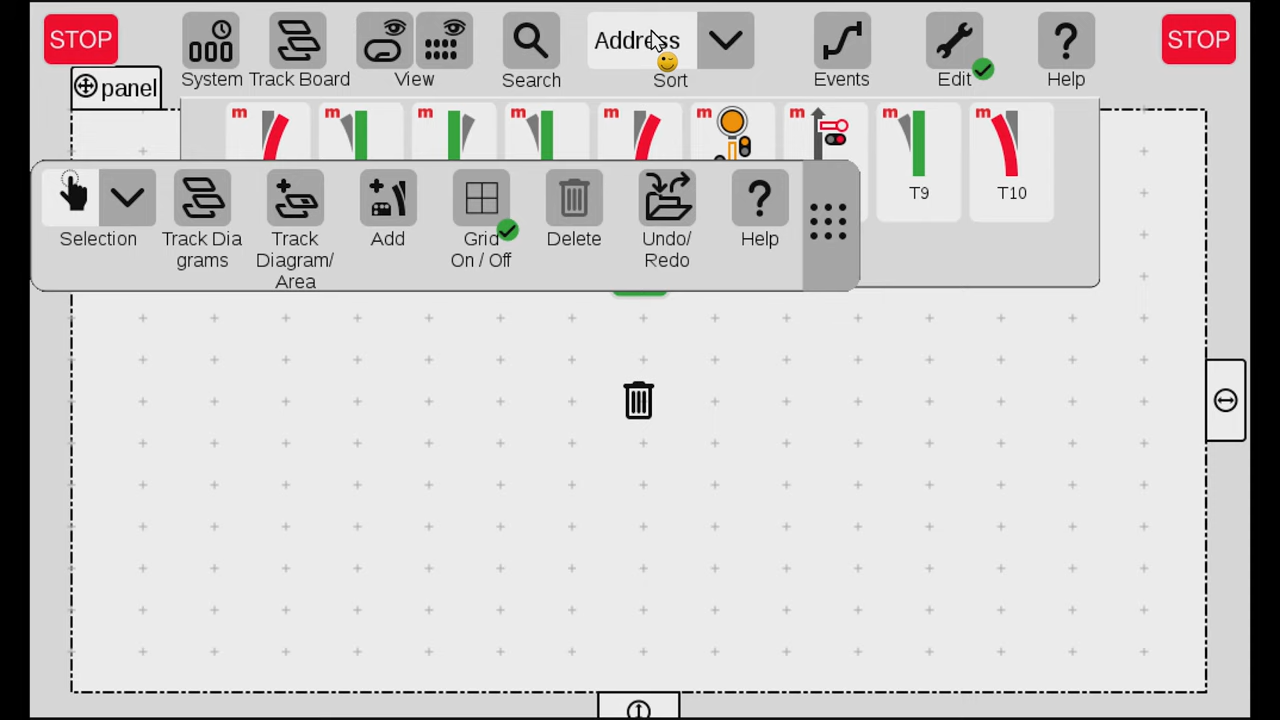 STOP
Address
STOP
System
Track Board
View
Search
Sort
Events
Edit
Help
panel
m
m
m
m
m
m
m
m
m
T9
T10
Selection
Track Dia
grams
Track
Diagram/
Area
Add
Grid
On / Off
Delete
Undo/
Redo
Help